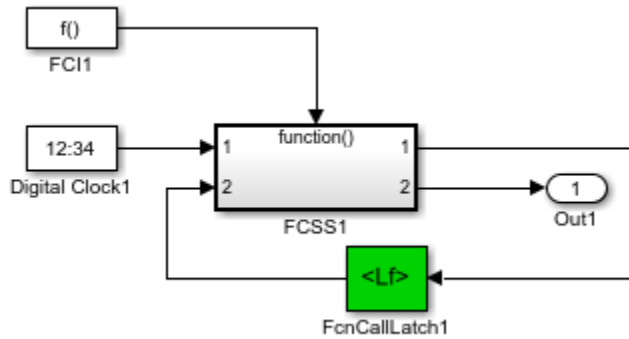 f()
FCI1
function()
12:34
1
1
2
2
1
Digital Clock1
FCSS1
Out1
<Lf>
FcnCallLatch1